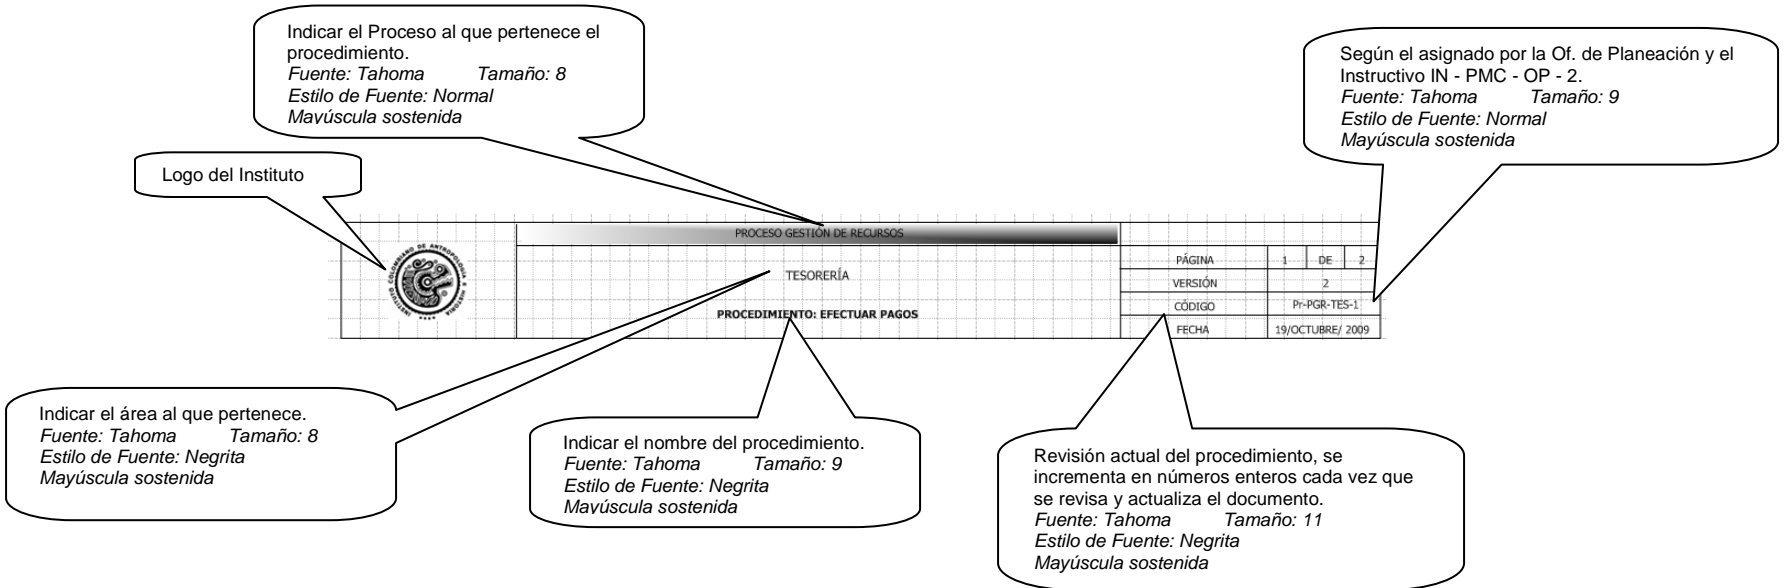 Indicar el Proceso al que pertenece el
procedimiento.
Fuente: Tahoma Tamaño: 8
Estilo de Fuente: Normal
Mayúscula sostenida
Según el asignado por la Of. de Planeación y el
Instructivo IN - PMC - OP - 2.
Fuente: Tahoma Tamaño: 9
Estilo de Fuente: Normal
Mayúscula sostenida
Logo del Instituto
INSTITUTO COLOMBIANO DE ANTROPOLOGÍA E HISTORIA
PROCESO GESTIÓN DE RECURSOS
TESORERÍA
PROCEDIMIENTO: EFECTUAR PAGOS
PÁGINA 1 DE 2
VERSIÓN 2
CÓDIGO Pr-PGR-TES-1
FECHA 19/OCTUBRE/ 2009
Indicar el área al que pertenece.
Fuente: Tahoma Tamaño: 8
Estilo de Fuente: Negrita
Mayúscula sostenida
Indicar el nombre del procedimiento.
Fuente: Tahoma Tamaño: 9
Estilo de Fuente: Negrita
Mayúscula sostenida
Revisión actual del procedimiento, se
incrementa en números enteros cada vez que
se revisa y actualiza el documento.
Fuente: Tahoma Tamaño: 11
Estilo de Fuente: Negrita
Mayúscula sostenida